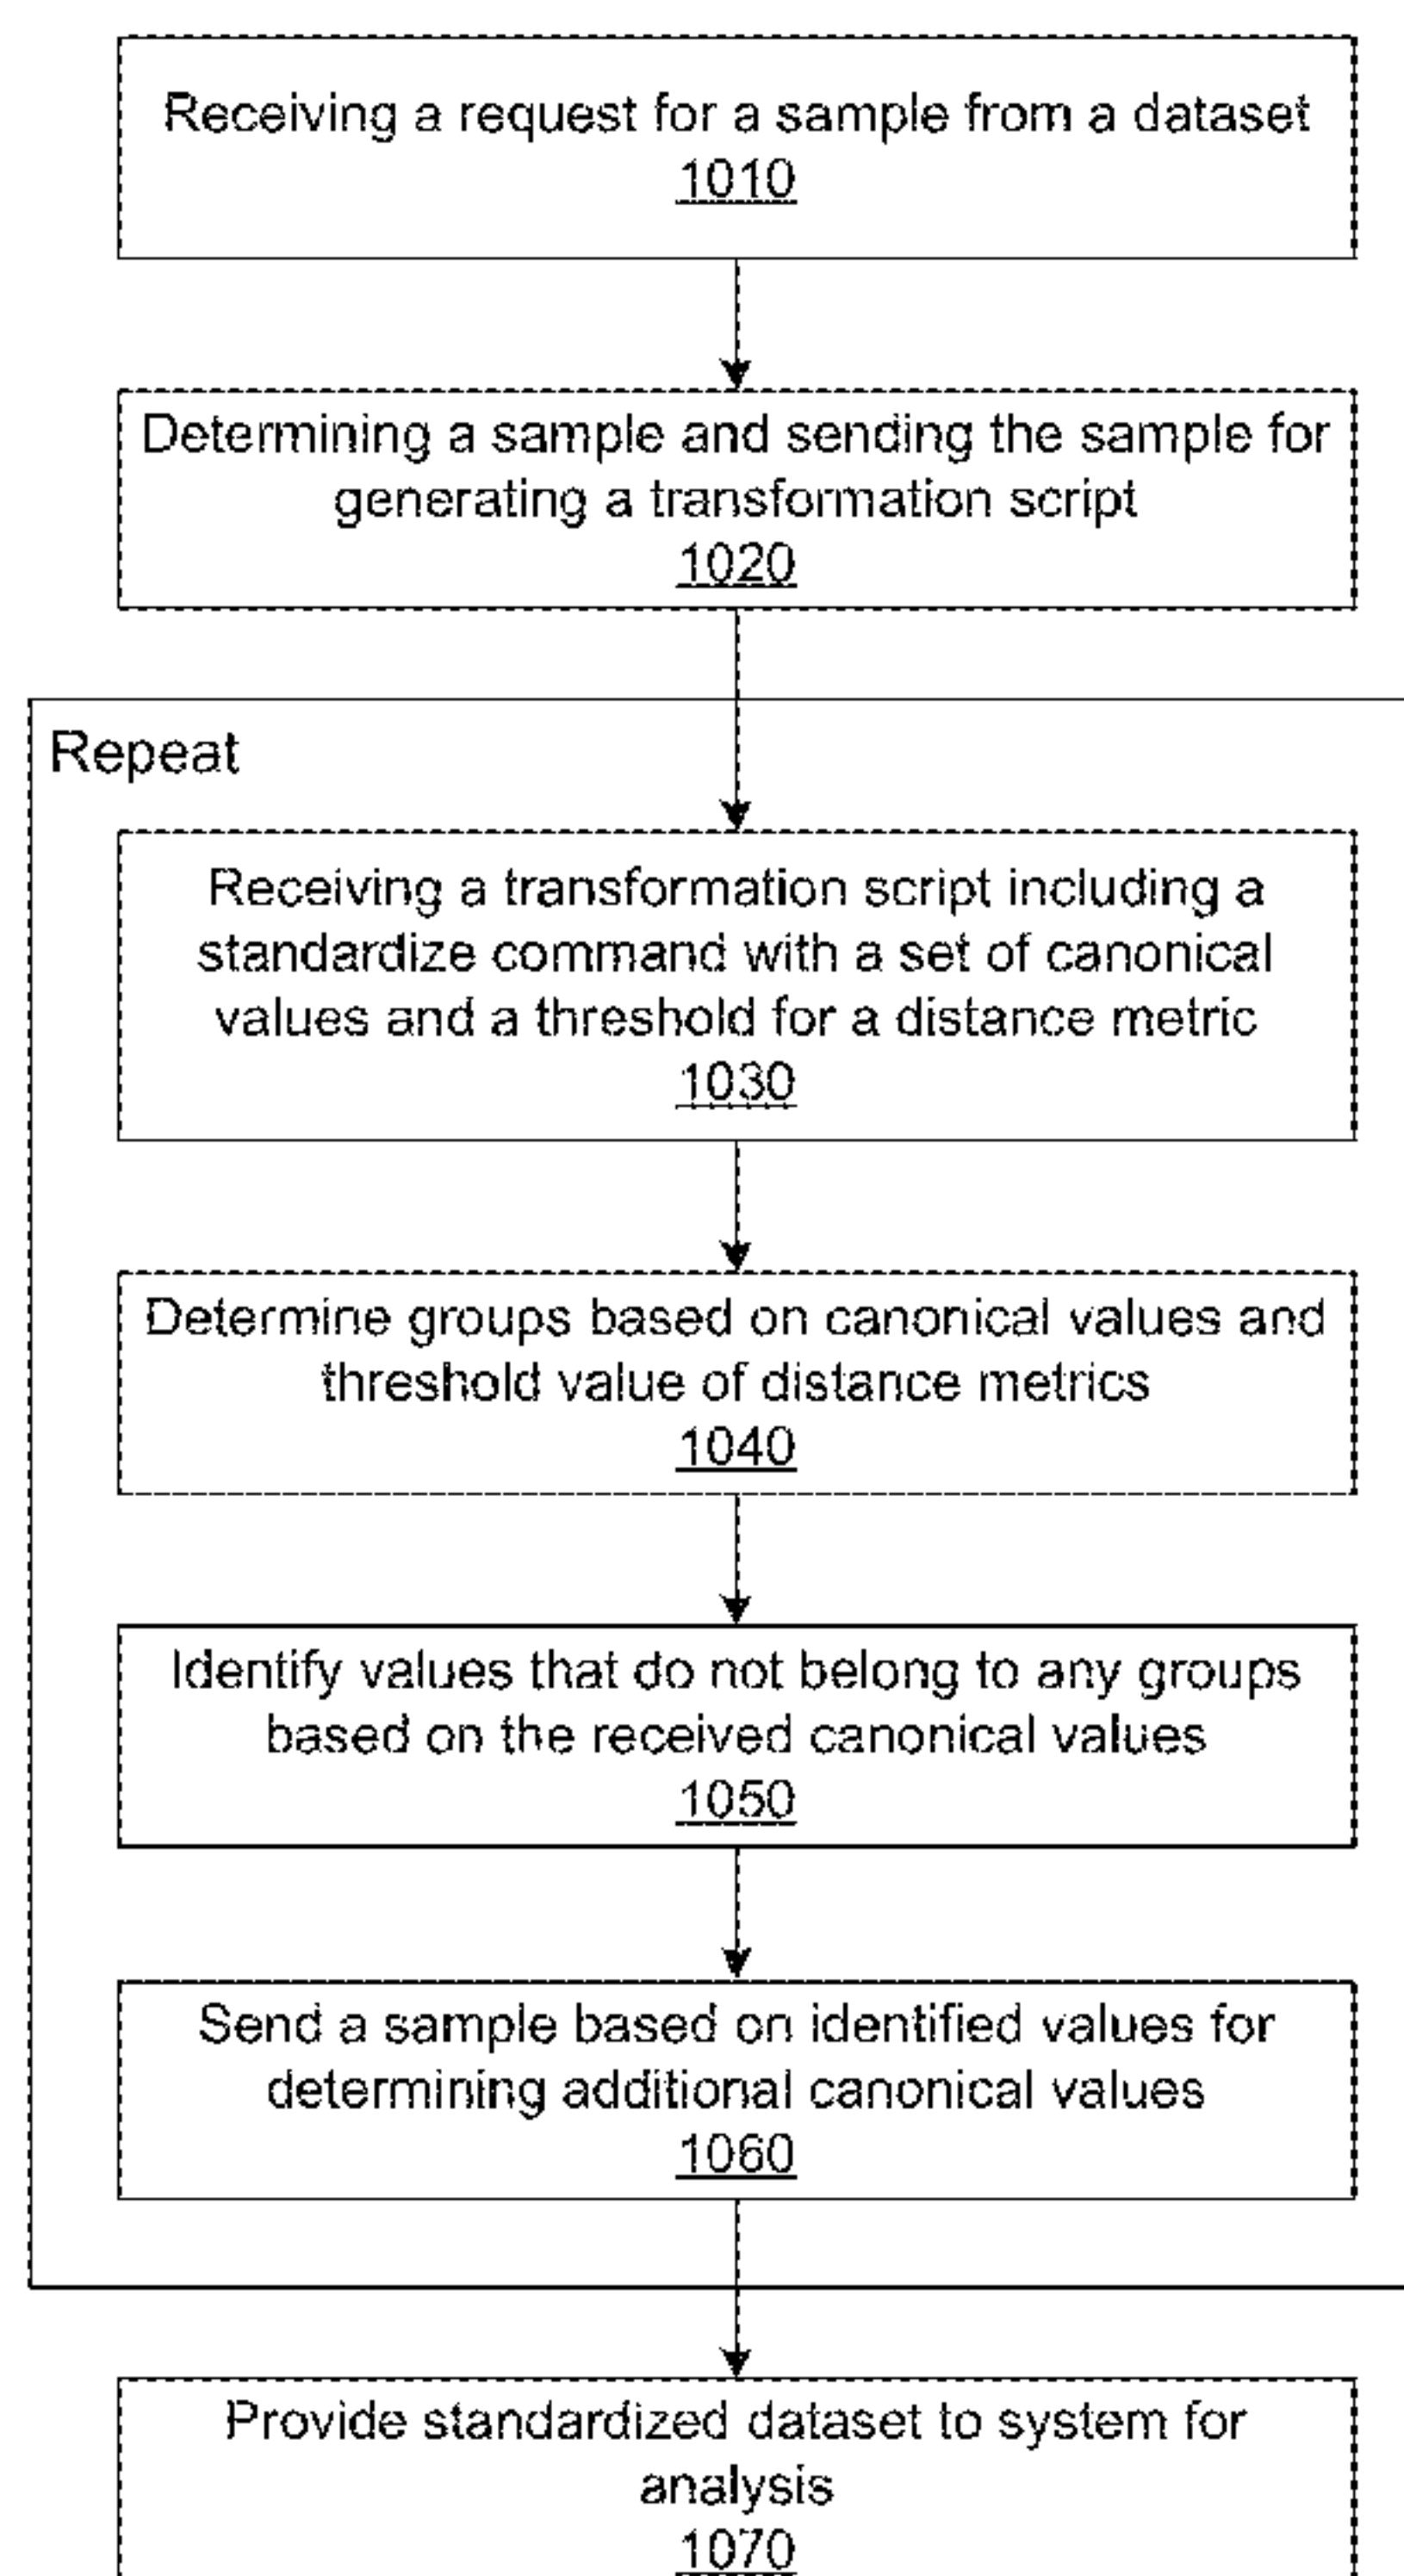 Receiving a request for a sample from a dataset
1010
Determining a sample and sending the sample for
generating a transformation script
1020
Repeat
Receiving a transformation script including a
standardize command with a set of canonical
values and a threshold for a distance metric
1030
Determine groups based on canonical values and
threshold value of distance metrics
1040
Identify values that do not belong to any groups
based on the received canonical values
1050
Send a sample based on identified values for
determining additional canonical values
1060
Provide standardized dataset to system for
analysis
1070